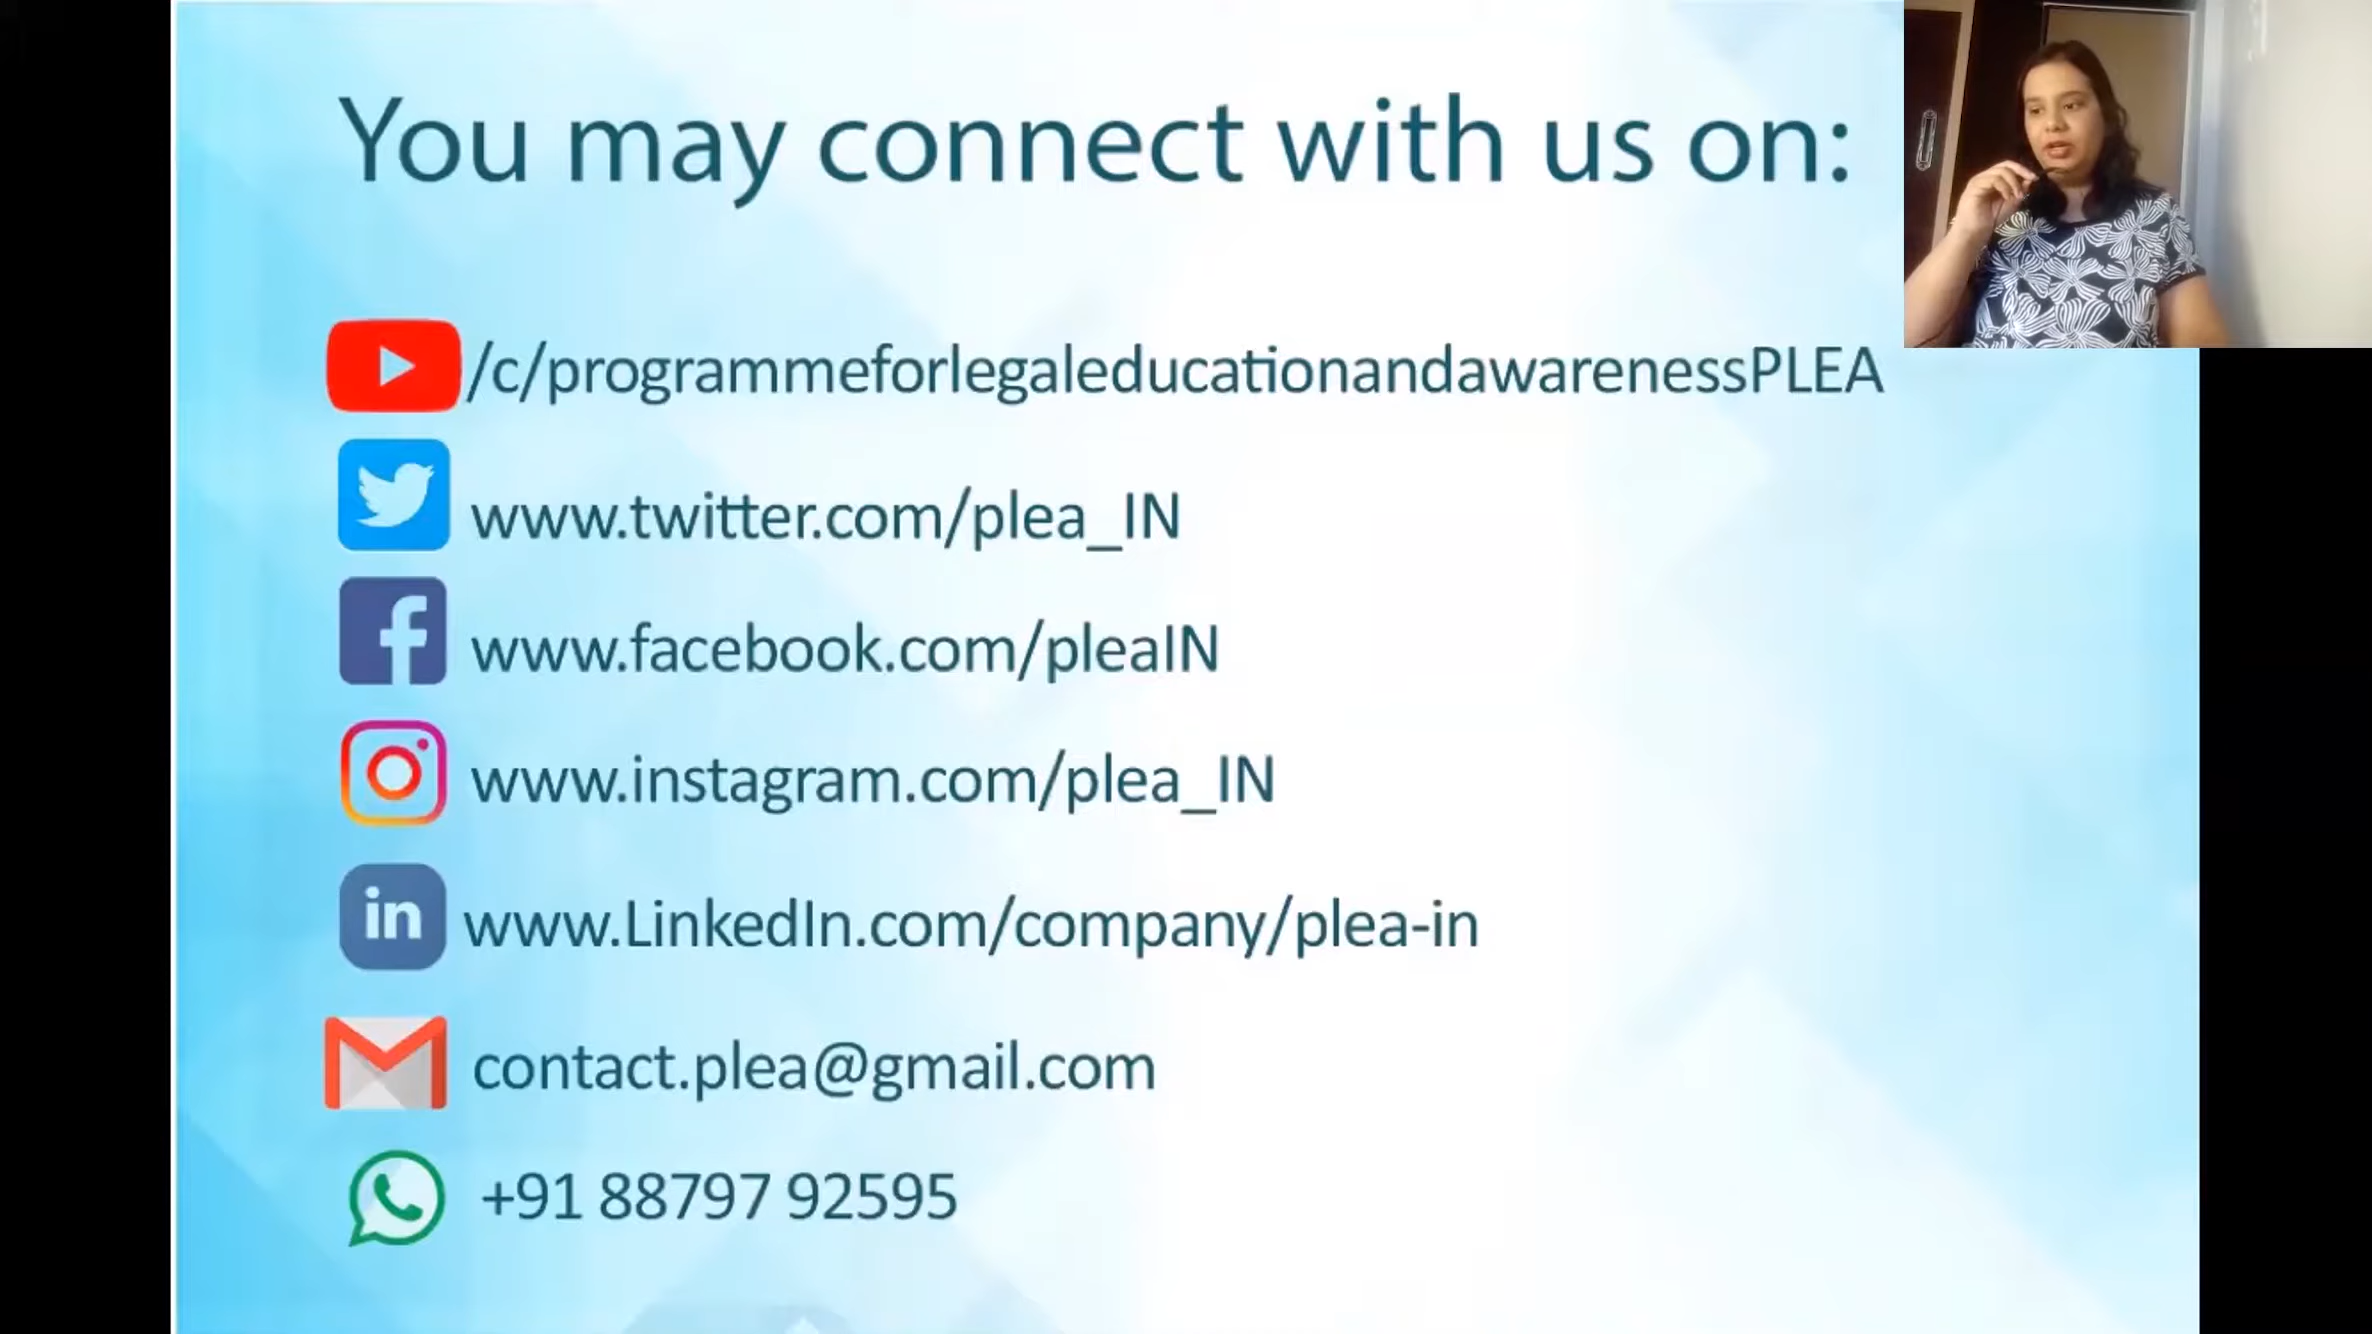 You may connect with us on:
/c/programmeforlegaleducationandawarenessPLEA
www.twitter.com/plea_IN
www.facebook.com/pleaIN
www.instagram.com/plea_IN
in www.LinkedIn.com/company/plea-in
contact.plea@gmail.com
+91 88797 92595